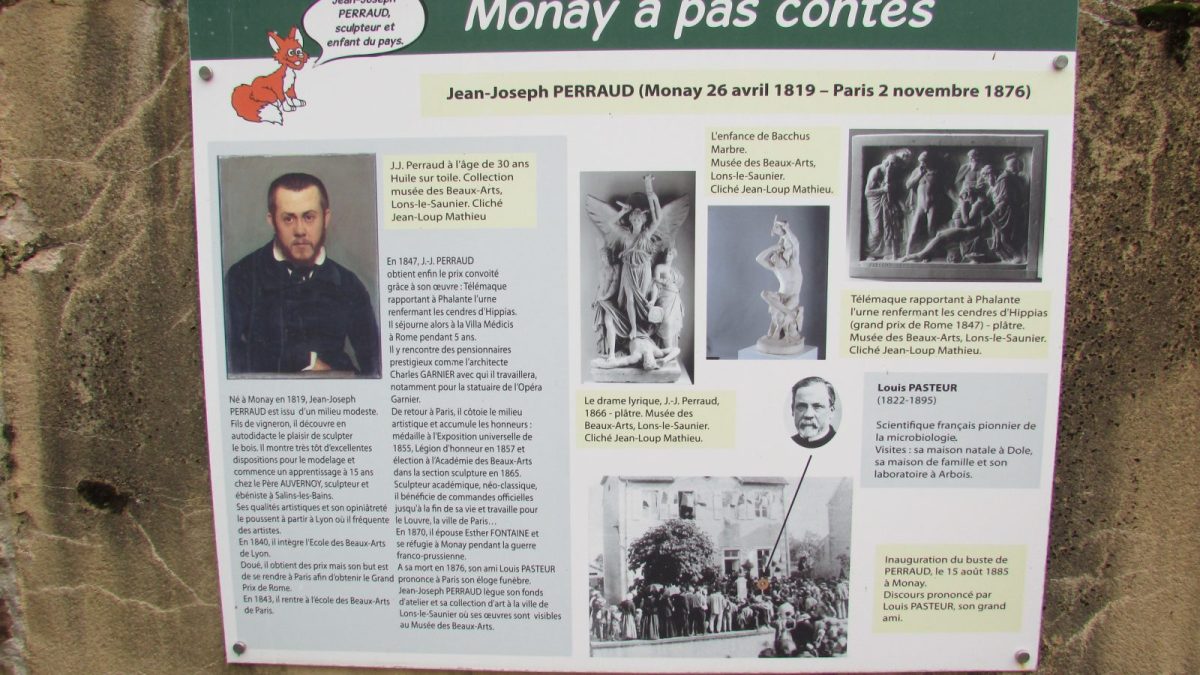 Jean-Joseph
PERRAUD,
sculpteur et
enfant du pays.
Monay à pas contés
Jean-Joseph PERRAUD (Monay 26 avril 1819 – Paris 2 novembre 1876)
J.J. Perraud à l'âge de 30 ans
Huile sur toile. Collection
musée des Beaux-Arts,
Lons-le-Saunier. Cliché
Jean-Loup Mathieu
Né à Monay en 1819, Jean-Joseph
PERRAUD est issu d'un milieu modeste.
Fils de vigneron, il découvre en
autodidacte le plaisir de sculpter
le bois. Il montre très tôt d'excellentes
dispositions pour le modelage et
commence un apprentissage à 15 ans
chez le Père AUVERNOY, sculpteur et
ébéniste à Salins-les-Bains.
Ses qualités artistiques et son opiniâtreté
le poussent à partir à Lyon où il fréquente
des artistes.
En 1840, il intègre l'Ecole des Beaux-Arts
de Lyon.
Doué, il obtient des prix mais son but est
de se rendre à Paris afin d'obtenir le Grand
Prix de Rome.
En 1843, il rentre à l'école des Beaux-Arts
de Paris.
En 1847, J.-J. PERRAUD
obtient enfin le prix convoité
grâce à son œuvre : Télémaque
rapportant à Phalante l'urne
renfermant les cendres d'Hippias.
Il séjourne alors à la Villa Médicis
à Rome pendant 5 ans.
Il y rencontre des pensionnaires
prestigieux comme l'architecte
Charles GARNIER avec qui il travaillera,
notamment pour la statuaire de l'Opéra
Garnier.
De retour à Paris, il côtoie le milieu
artistique et accumule les honneurs :
médaille à l'Exposition universelle de
1855, Légion d'honneur en 1857 et
élection à l'Académie des Beaux-Arts
dans la section sculpture en 1865.
Sculpteur académique, néo-classique,
il bénéficie de commandes officielles
jusqu'à la fin de sa vie et travaille pour
le Louvre, la ville de Paris…
En 1870, il épouse Esther FONTAINE et
se réfugie à Monay pendant la guerre
franco-prussienne.
A sa mort en 1876, son ami Louis PASTEUR
prononce à Paris son éloge funèbre.
Jean-Joseph PERRAUD lègue son fonds
d'atelier et sa collection d'art à la ville de
Lons-le-Saunier où ses œuvres sont visibles
au Musée des Beaux-Arts.
L'enfance de Bacchus
Marbre.
Musée des Beaux-Arts,
Lons-le-Saunier.
Cliché Jean-Loup Mathieu.
Le drame lyrique, J.-J. Perraud,
1866 - plâtre. Musée des
Beaux-Arts, Lons-le-Saunier.
Cliché Jean-Loup Mathieu.
Télémaque rapportant à Phalante
l'urne renfermant les cendres d'Hippias
(grand prix de Rome 1847) - plâtre.
Musée des Beaux-Arts, Lons-le-Saunier.
Cliché Jean-Loup Mathieu.
Louis PASTEUR
(1822-1895)
Scientifique français pionnier de
la microbiologie.
Visites : sa maison natale à Dole,
sa maison de famille et son
laboratoire à Arbois.
Inauguration du buste de
PERRAUD, le 15 août 1885
à Monay.
Discours prononcé par
Louis PASTEUR, son grand
ami.